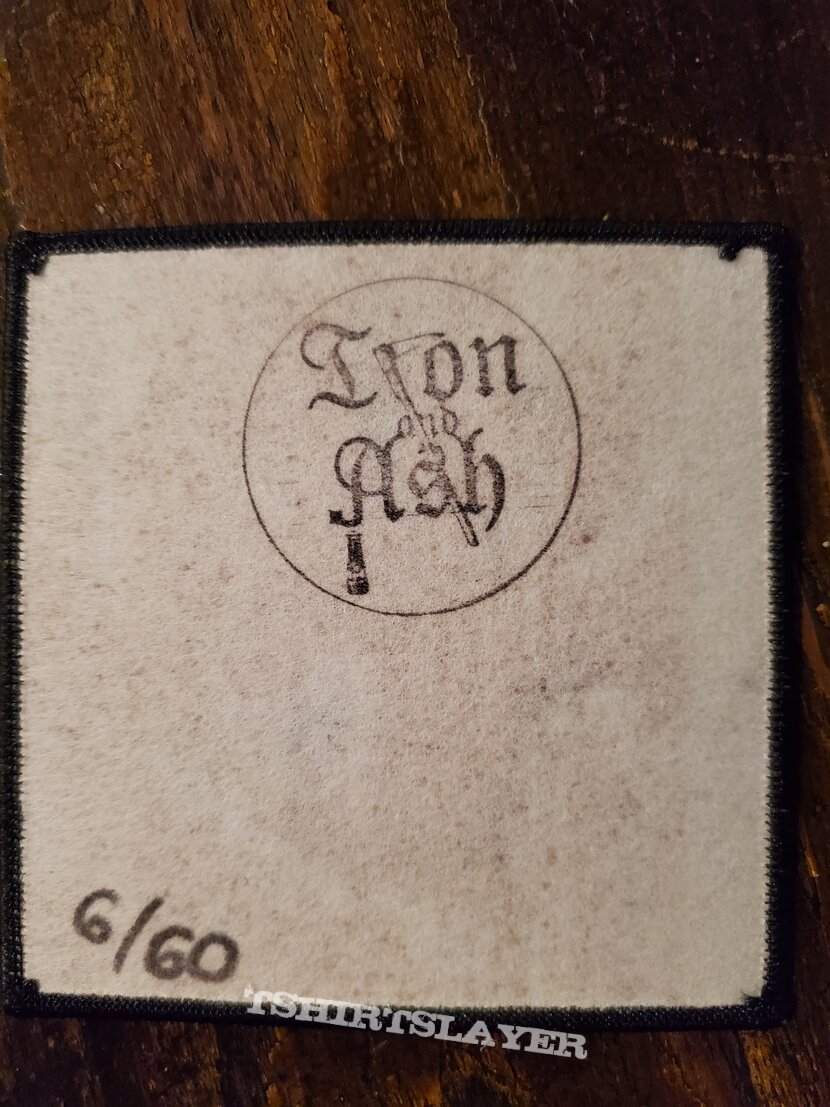 Iron
and
Ash
6/60
TSHIRTSLAYER